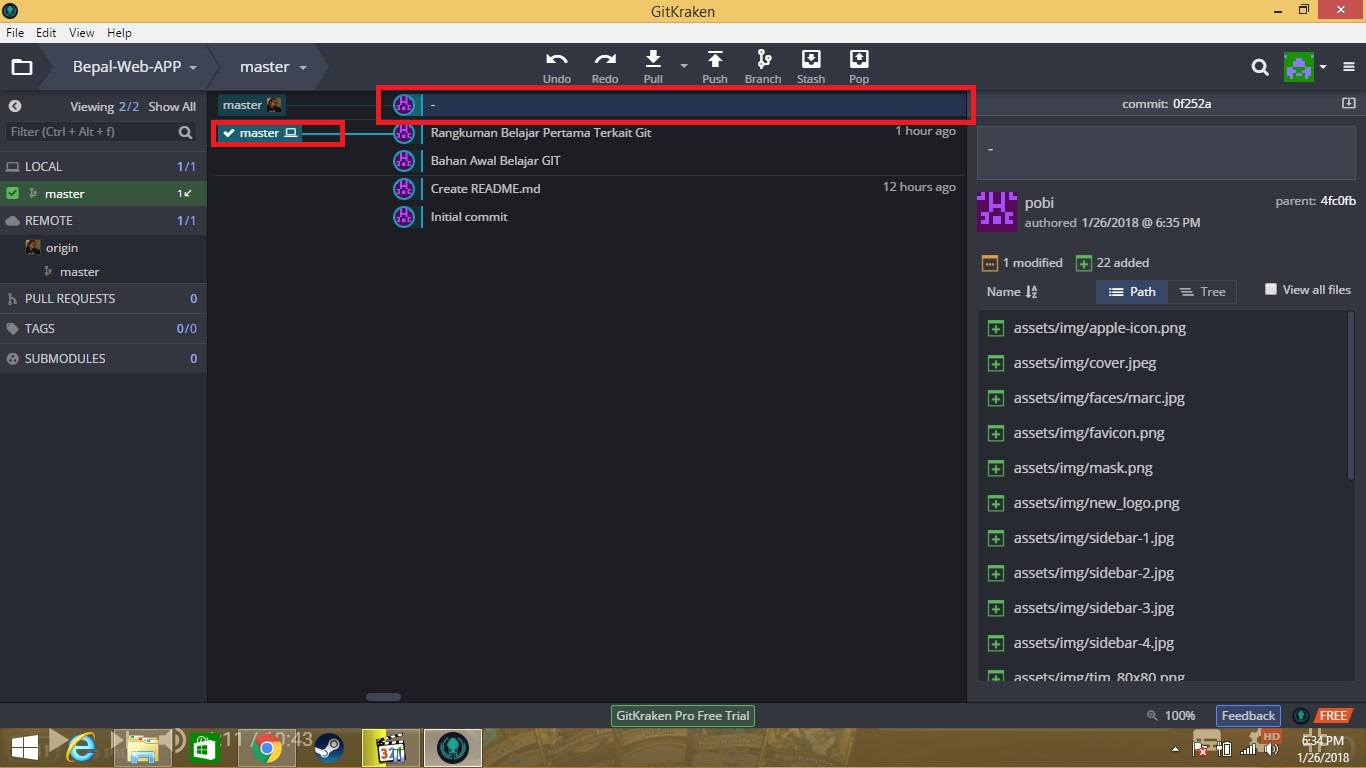 GitKraken
File Edit View Help
Bepal-Web-APP master
Undo Redo Pull Push Branch Stash Pop
Viewing 2/2 Show All
Filter (Ctrl + Alt + f)
LOCAL 1/1
master 1
REMOTE 1/1
origin
master
PULL REQUESTS 0
TAGS 0/0
SUBMODULES 0
master -
master Rangkuman Belajar Pertama Terkait Git 1 hour ago
Bahan Awal Belajar GIT
Create README.md 12 hours ago
Initial commit
commit: 0f252a
-
pobi parent: 4fc0fb
authored 1/26/2018 @ 6:35 PM
1 modified 22 added
Name Path Tree View all files
assets/img/apple-icon.png
assets/img/cover.jpeg
assets/img/faces/marc.jpg
assets/img/favicon.png
assets/img/mask.png
assets/img/new_logo.png
assets/img/sidebar-1.jpg
assets/img/sidebar-2.jpg
assets/img/sidebar-3.jpg
assets/img/sidebar-4.jpg
assets/img/tim_80x80.png
GitKraken Pro Free Trial 100% Feedback FREE
:11 / 10:43 HD
6:34 PM
1/26/2018